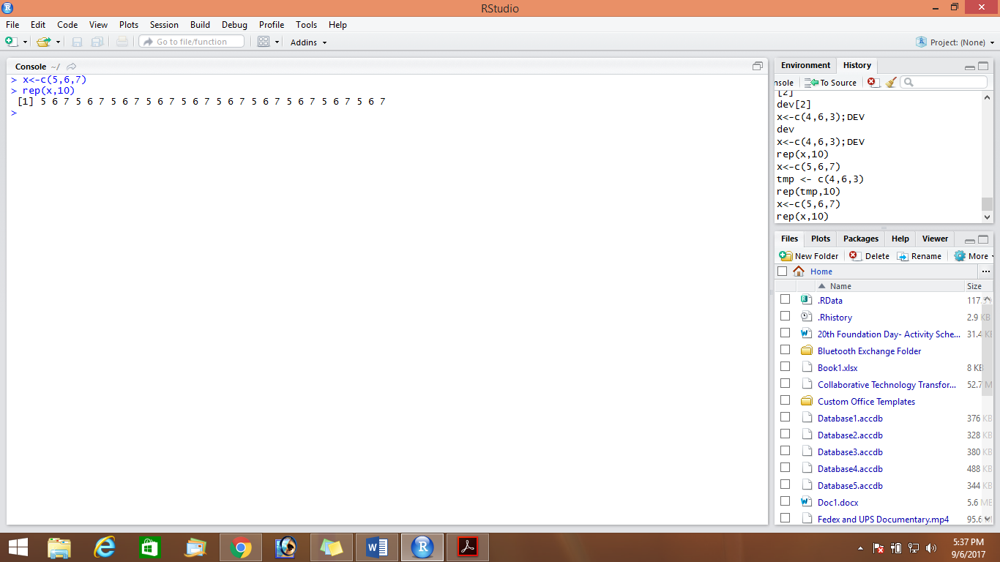 RStudio
File Edit Code View Plots Session Build Debug Profile Tools Help
Go to file/function Addins Project: (None)
Console ~/
> x<-c(5,6,7)
> rep(x,10)
[1] 5 6 7 5 6 7 5 6 7 5 6 7 5 6 7 5 6 7 5 6 7 5 6 7 5 6 7 5 6 7
>
Environment History
nsole To Source
[2]
dev[2]
x<-c(4,6,3);DEV
dev
x<-c(4,6,3);DEV
rep(x,10)
x<-c(5,6,7)
tmp <- c(4,6,3)
rep(tmp,10)
x<-c(5,6,7)
rep(x,10)
Files Plots Packages Help Viewer
New Folder Delete Rename More
Home ...
Name Size
.RData 117.
.Rhistory 2.9 KB
20th Foundation Day- Activity Sche... 31.4 KB
Bluetooth Exchange Folder
Book1.xlsx 8 KB
Collaborative Technology Transfor... 52.7 M
Custom Office Templates
Database1.accdb 376 KB
Database2.accdb 328 KB
Database3.accdb 380 KB
Database4.accdb 488 KB
Database5.accdb 344 KB
Doc1.docx 5.6 ME
Fedex and UPS Documentary.mp4 95.6
5:37 PM
9/6/2017